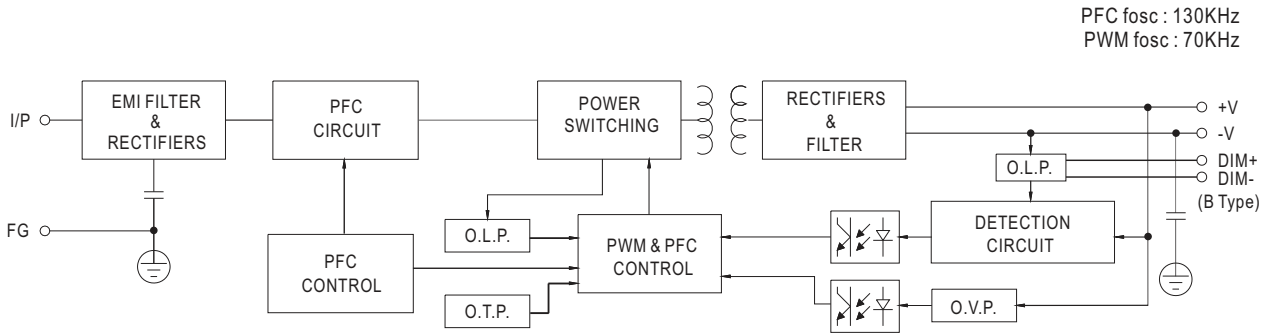 PFC fosc : 130KHz
PWM fosc : 70KHz
I/P
EMI FILTER
&
RECTIFIERS
PFC
CIRCUIT
POWER
SWITCHING
RECTIFIERS
&
FILTER
+V
-V
O.L.P.
DIM+
DIM-
(B Type)
FG
PFC
CONTROL
O.L.P.
O.T.P.
PWM & PFC
CONTROL
DETECTION
CIRCUIT
O.V.P.